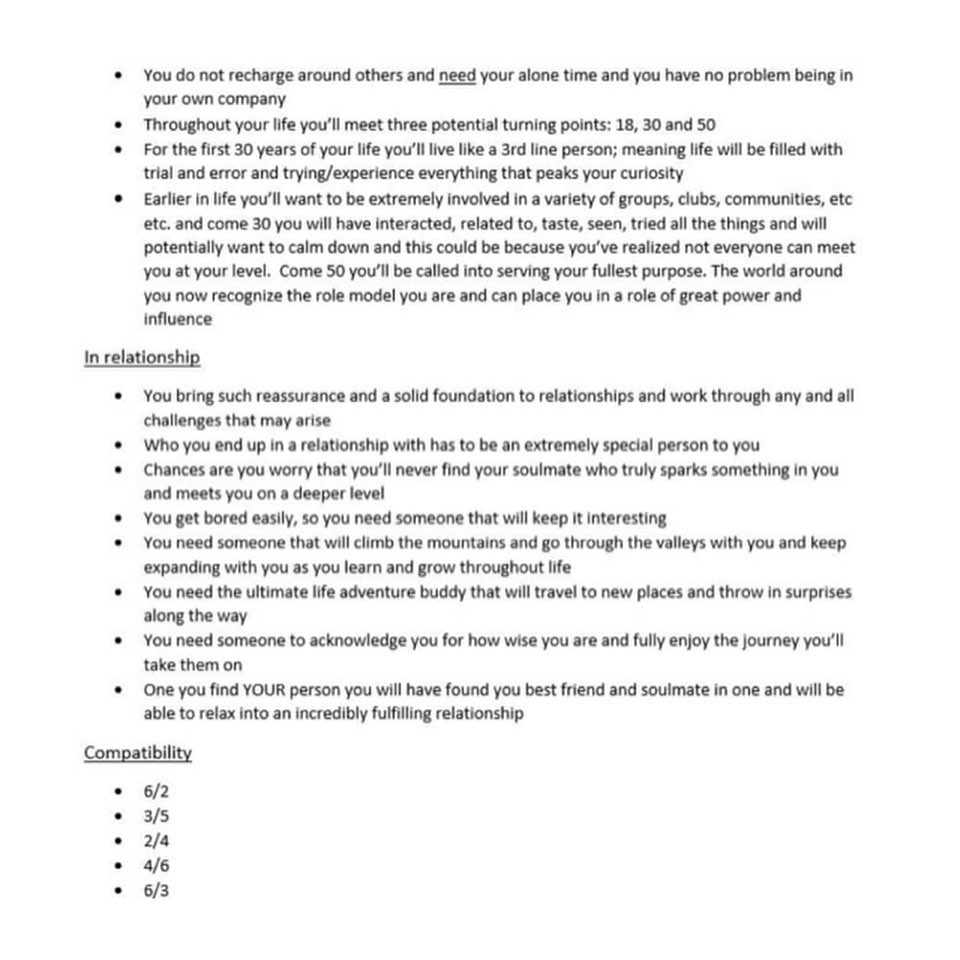 • You do not recharge around others and need your alone time and you have no problem being in
your own company
• Throughout your life you'll meet three potential turning points: 18, 30 and 50
• For the first 30 years of your life you'll live like a 3rd line person; meaning life will be filled with
trial and error and trying/experience everything that peaks your curiosity
• Earlier in life you'll want to be extremely involved in a variety of groups, clubs, communities, etc
etc. and come 30 you will have interacted, related to, taste, seen, tried all the things and will
potentially want to calm down and this could be because you've realized not everyone can meet
you at your level.  Come 50 you'll be called into serving your fullest purpose. The world around
you now recognize the role model you are and can place you in a role of great power and
influence
In relationship
• You bring such reassurance and a solid foundation to relationships and work through any and all
challenges that may arise
• Who you end up in a relationship with has to be an extremely special person to you
• Chances are you worry that you'll never find your soulmate who truly sparks something in you
and meets you on a deeper level
• You get bored easily, so you need someone that will keep it interesting
• You need someone that will climb the mountains and go through the valleys with you and keep
expanding with you as you learn and grow throughout life
• You need the ultimate life adventure buddy that will travel to new places and throw in surprises
along the way
• You need someone to acknowledge you for how wise you are and fully enjoy the journey you'll
take them on
• One you find YOUR person you will have found you best friend and soulmate in one and will be
able to relax into an incredibly fulfilling relationship
Compatibility
• 6/2
• 3/5
• 2/4
• 4/6
• 6/3